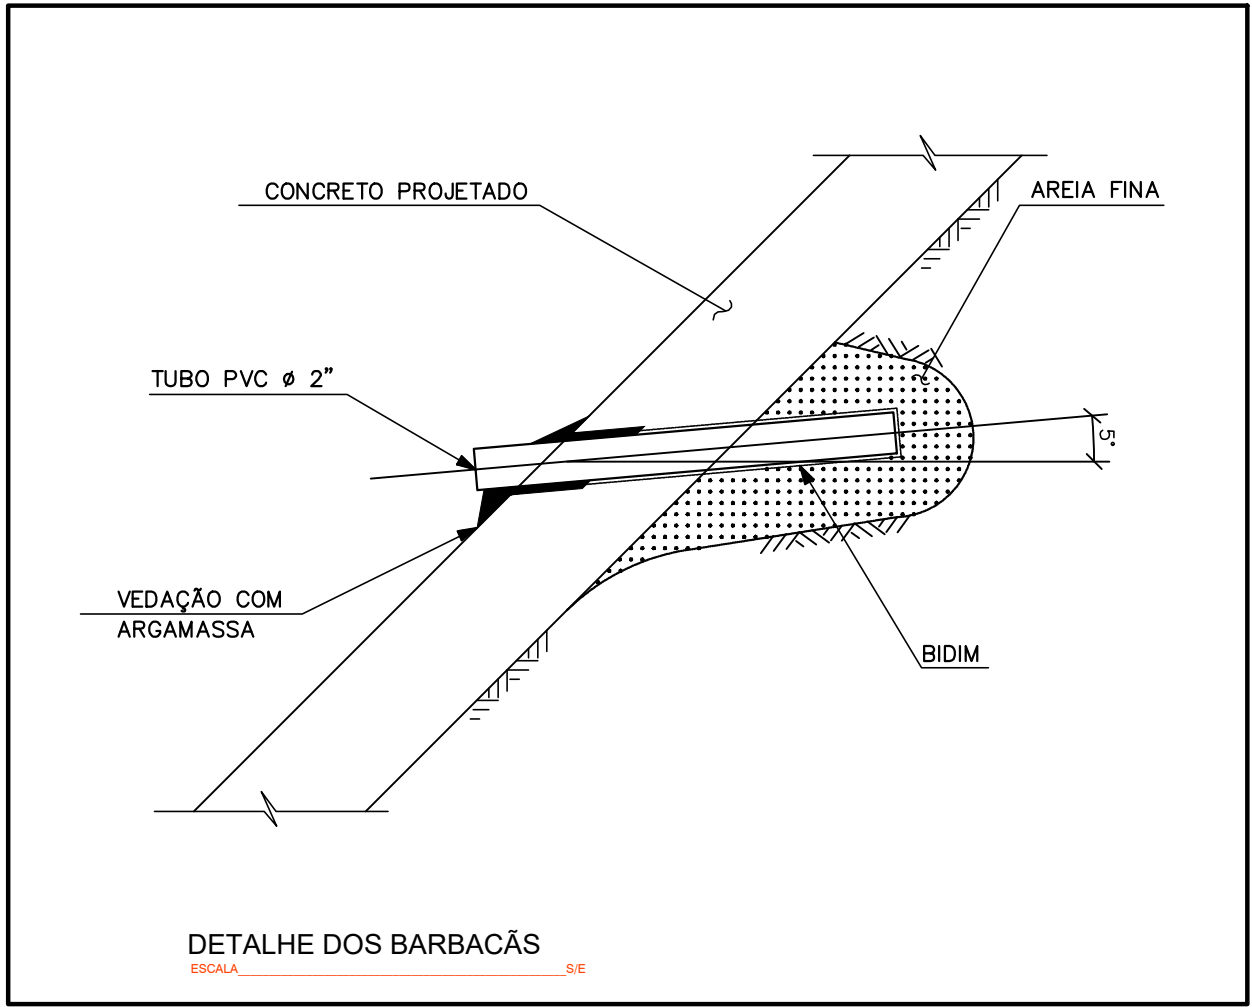 CONCRETO PROJETADO
AREIA FINA
TUBO PVC ø 2"
5°
VEDAÇÃO COM
ARGAMASSA
BIDIM
DETALHE DOS BARBACÃS
ESCALA S/E